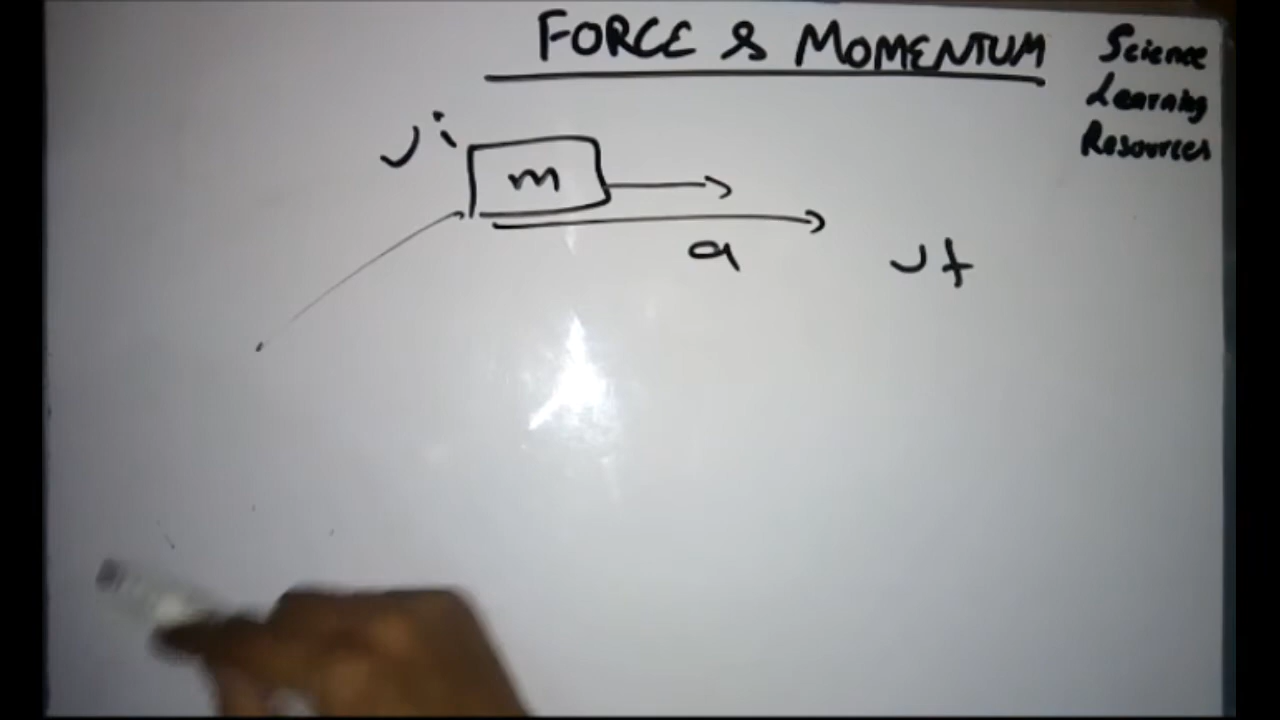 FORCE & MOMENTUM
Science
Learning
Resources
vi
m
a
vf